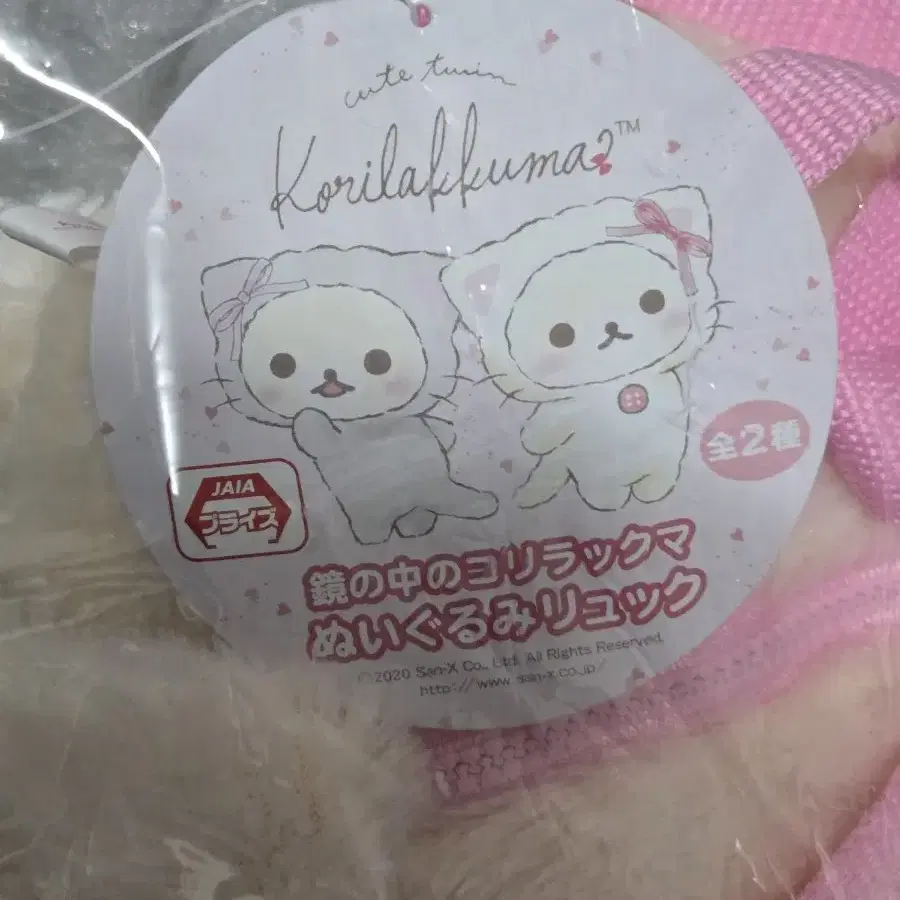 cute twin
Korilakkuma™
全2種
JAIA
プライズ
鏡の中のコリラックマ
ぬいぐるみリュック
©2020 San-X Co., Ltd. All Rights Reserved.
http://www.san-x.co.jp/